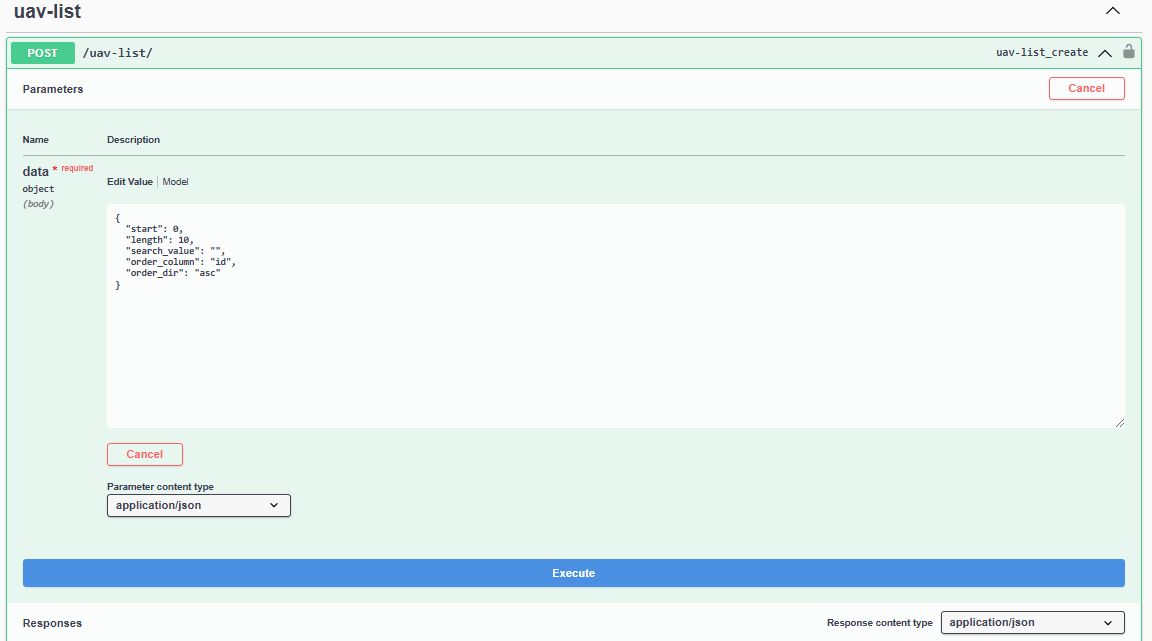 uav-list
POST /uav-list/ uav-list_create
Parameters Cancel
Name Description
data * required
object
(body)
Edit Value | Model
{
  "start": 0,
  "length": 10,
  "search_value": "",
  "order_column": "id",
  "order_dir": "asc"
}
Cancel
Parameter content type
application/json
Execute
Responses Response content type application/json